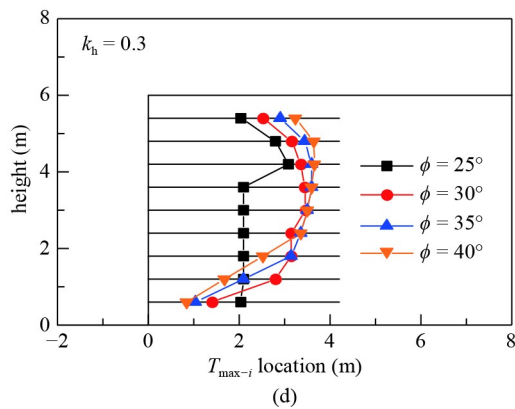 8
k_h = 0.3
6
height (m)
4
ϕ = 25°
ϕ = 30°
ϕ = 35°
ϕ = 40°
2
0
−2 0 2 4 6 8
T_max−i location (m)
(d)